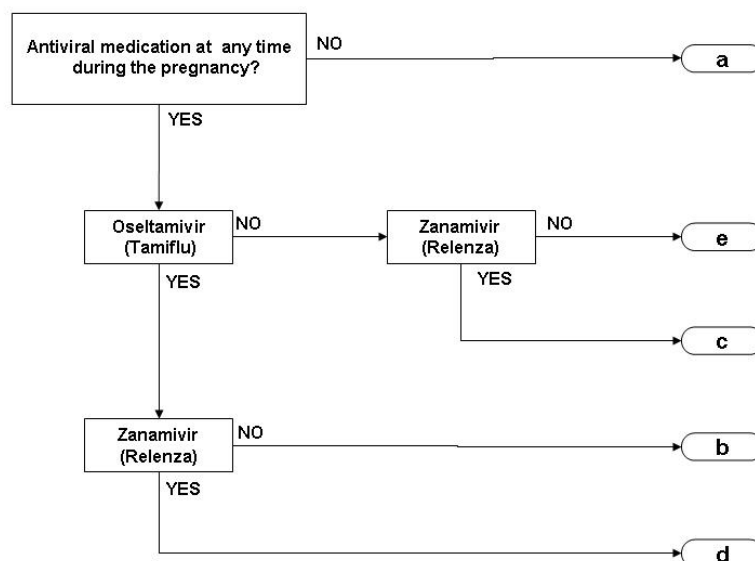 Antiviral medication at any time
during the pregnancy?
NO
a
YES
Oseltamivir
(Tamiflu)
NO
Zanamivir
(Relenza)
NO
e
YES
YES
c
Zanamivir
(Relenza)
NO
b
YES
d